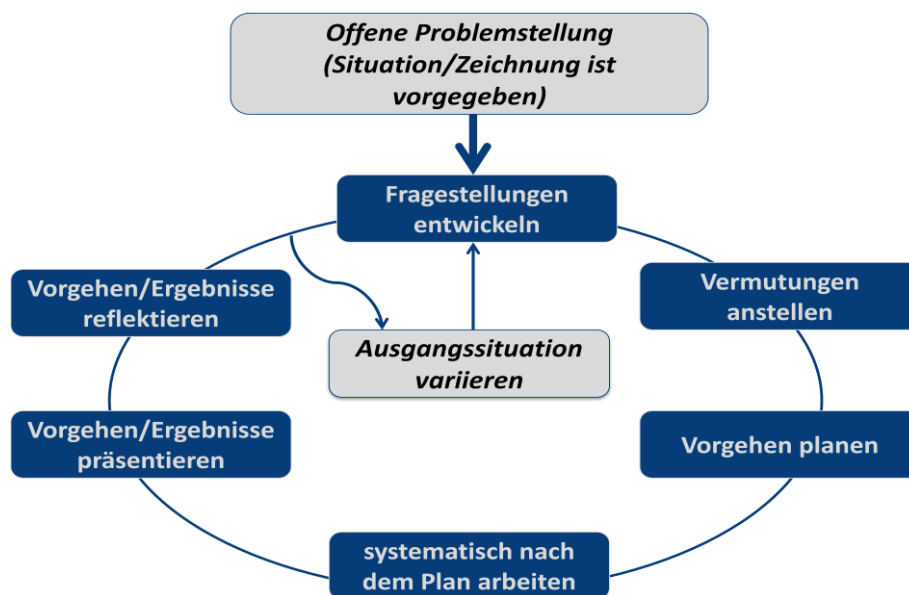 Offene Problemstellung
(Situation/Zeichnung ist
vorgegeben)
Fragestellungen
entwickeln
Vorgehen/Ergebnisse
reflektieren
Vermutungen
anstellen
Ausgangssituation
variieren
Vorgehen/Ergebnisse
präsentieren
Vorgehen planen
systematisch nach
dem Plan arbeiten